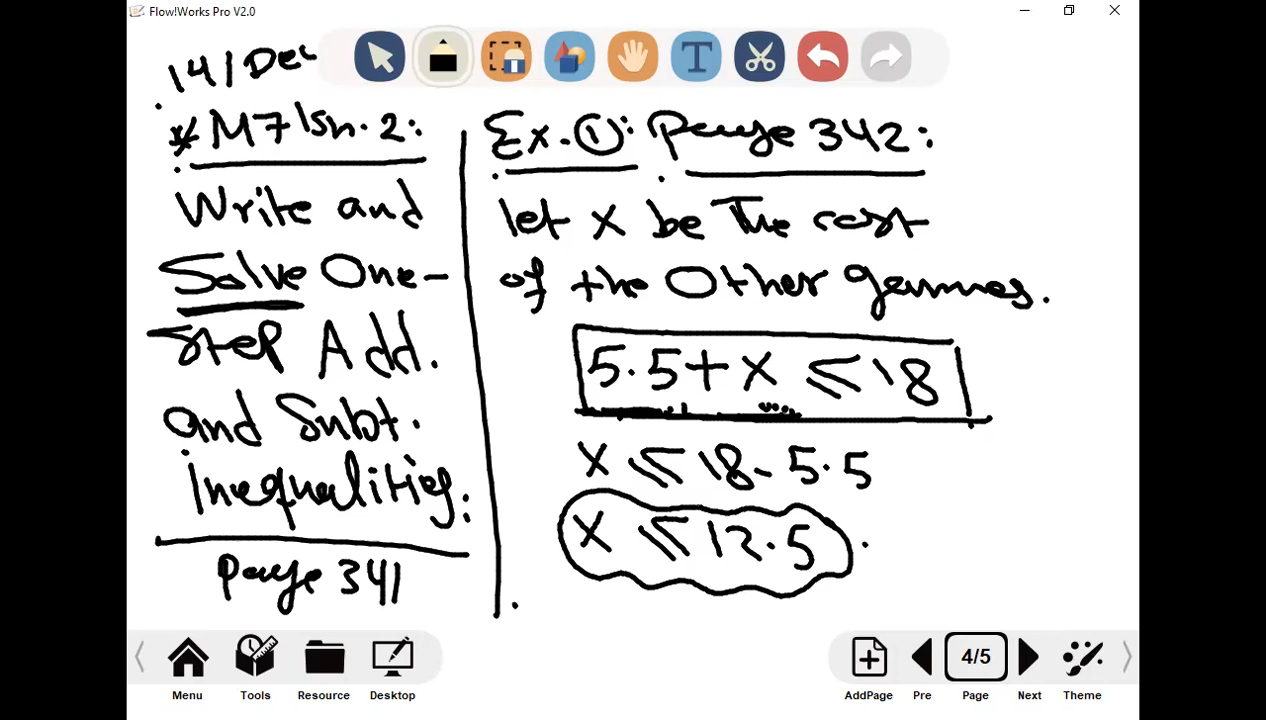 Flow!Works Pro V2.0
14/Dec
* M7 lsn. 2:
Write and
Solve One-
Step Add.
and Subt.
Inequalities:
Page 341
Ex. ①: Page 342:
let x be The cost
of the Other games.
5.5 + x ≤ 18
x ≤ 18 - 5.5
x ≤ 12.5
Menu
Tools
Resource
Desktop
AddPage
Pre
4/5
Page
Next
Theme